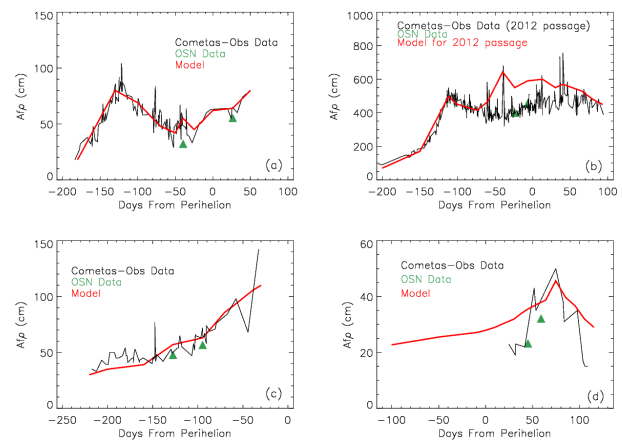 150
100
50
0
Afρ (cm)
Cometas-Obs Data
OSN Data
Model
(a)
-200 -150 -100 -50 0 50 100
Days From Perihelion
1000
800
600
400
200
0
Afρ (cm)
Cometas-Obs Data (2012 passage)
OSN Data
Model for 2012 passage
(b)
-200 -150 -100 -50 0 50 100
Days From Perihelion
150
100
50
0
Afρ (cm)
Cometas-Obs Data
OSN Data
Model
(c)
-250 -200 -150 -100 -50 -0
Days From Perihelion
60
40
20
0
Afρ (cm)
Cometas-Obs Data
OSN Data
Model
(d)
-100 -50 0 50 100
Days From Perihelion